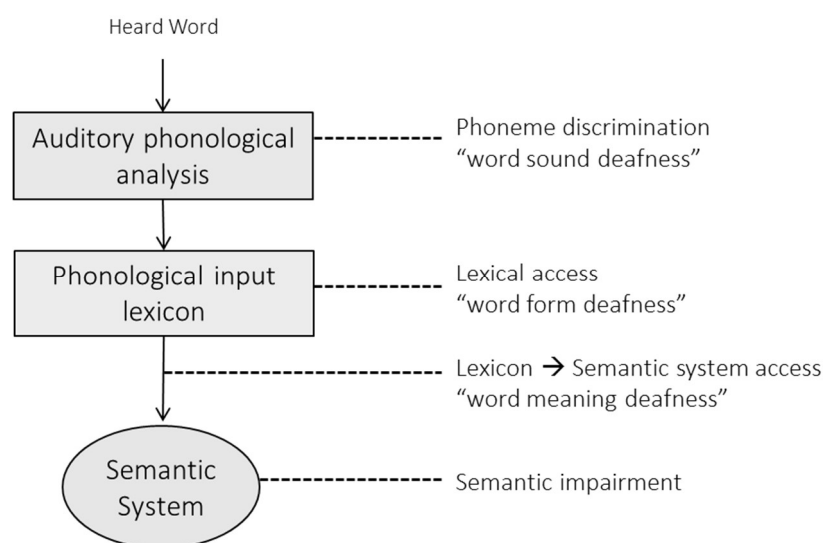 Heard Word
Auditory phonological
analysis
Phoneme discrimination
“word sound deafness”
Phonological input
lexicon
Lexical access
“word form deafness”
Lexicon → Semantic system access
“word meaning deafness”
Semantic
System
Semantic impairment